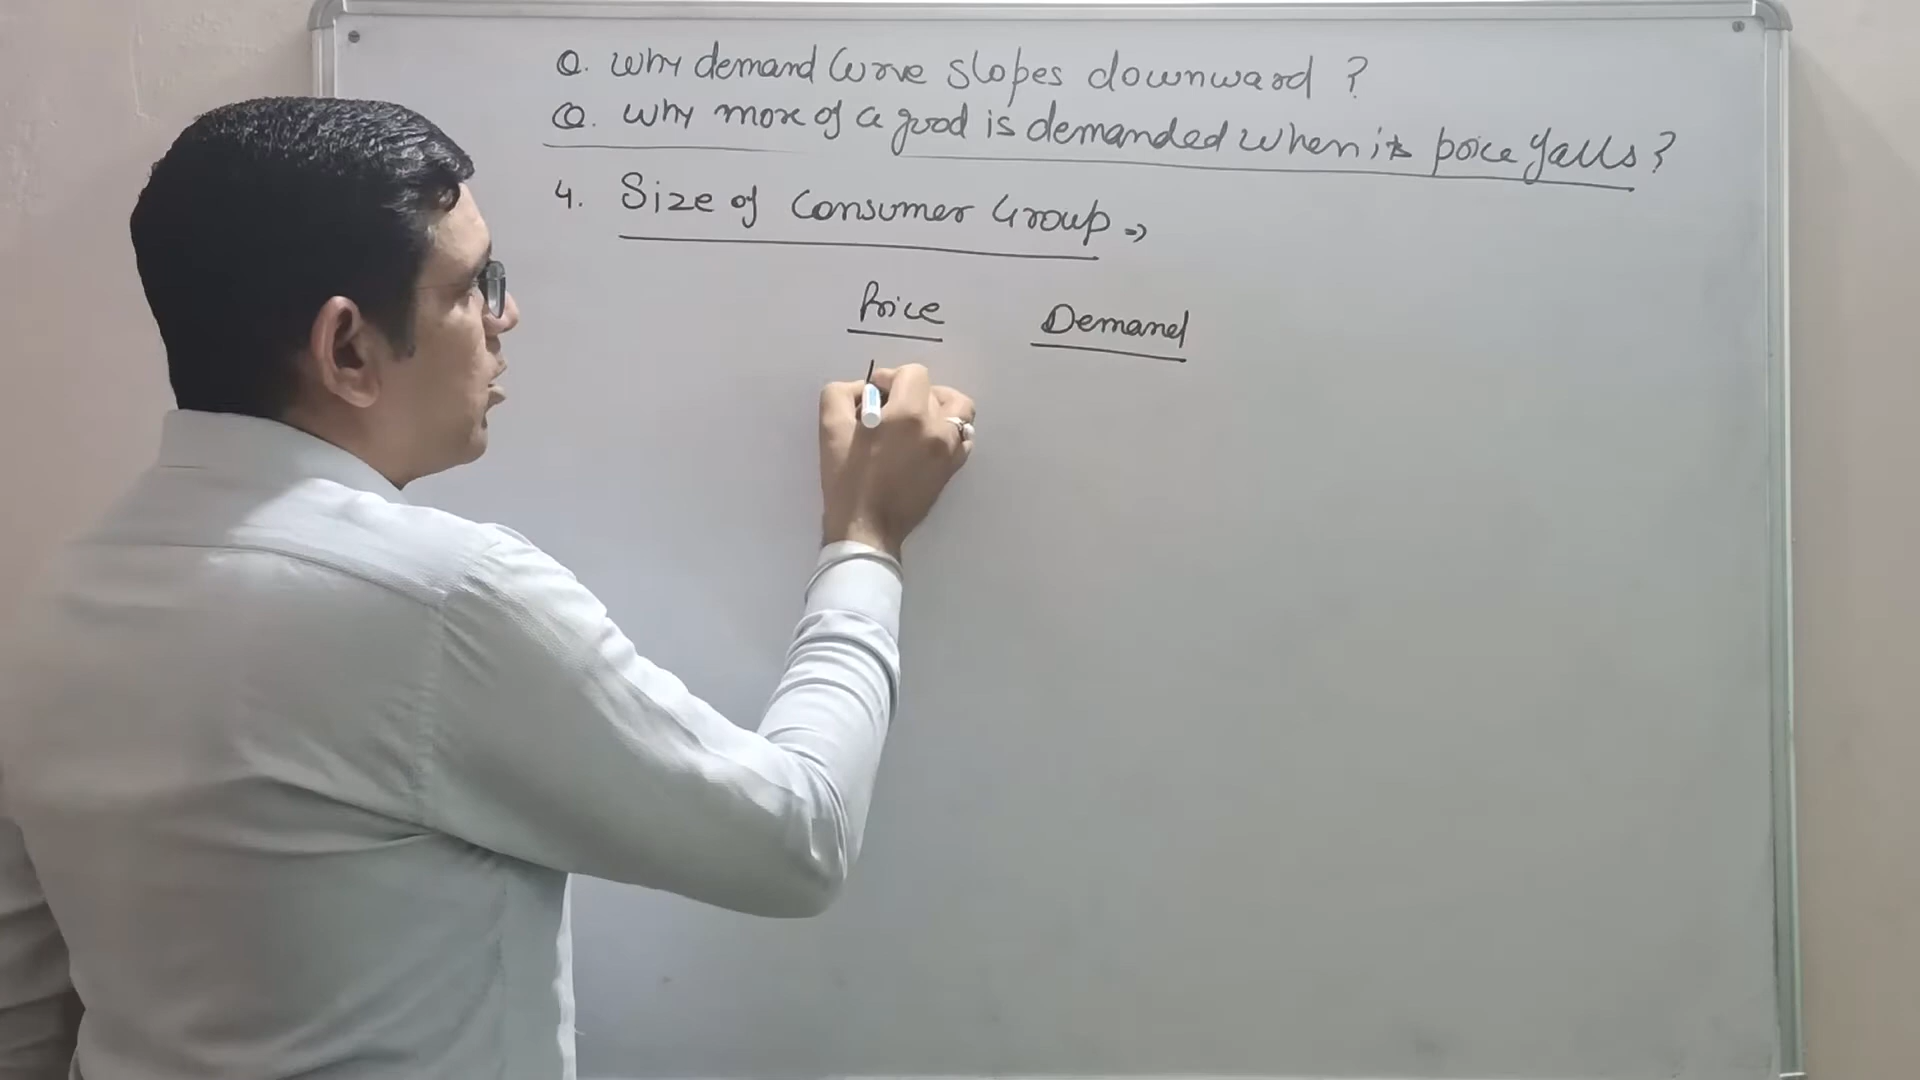 Q. Why demand Curve slopes downward ?
Q. Why more of a good is demanded when its price falls ?
4. Size of Consumer Group ⇒
Price Demand